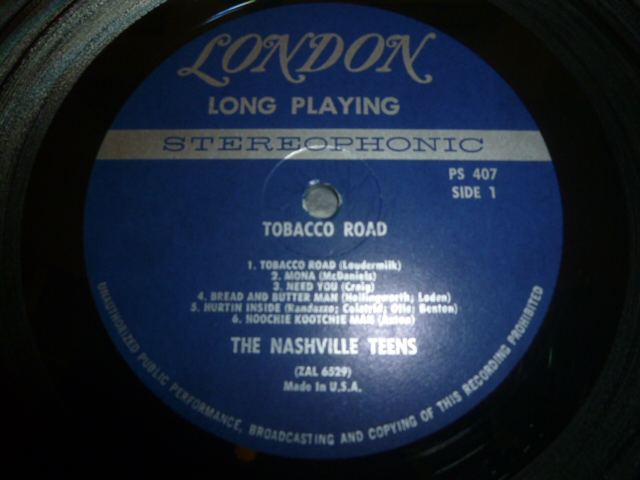 LONDON
LONG PLAYING
STEREOPHONIC
PS 407
SIDE 1
TOBACCO ROAD
1. TOBACCO ROAD (Loudermilk)
2. MONA (McDaniels)
3. NEED YOU (Craig)
4. BREAD AND BUTTER MAN (Hollingworth; Loden)
5. HURTIN INSIDE (Randazzo; Colatrid; Otis; Benton)
6. NOOCHIE KOOTCHIE MAN
THE NASHVILLE TEENS
(ZAL 6529)
Made In U.S.A.
UNAUTHORIZED PUBLIC PERFORMANCE, BROADCASTING AND COPYING OF THIS RECORDING PROHIBITED